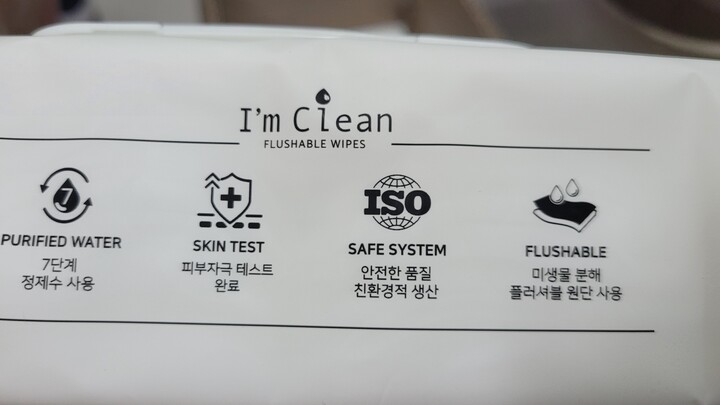 I'm Clean
FLUSHABLE WIPES
7
PURIFIED WATER
7단계
정제수 사용
SKIN TEST
피부자극 테스트
완료
ISO
SAFE SYSTEM
안전한 품질
친환경적 생산
FLUSHABLE
미생물 분해
플러셔블 원단 사용